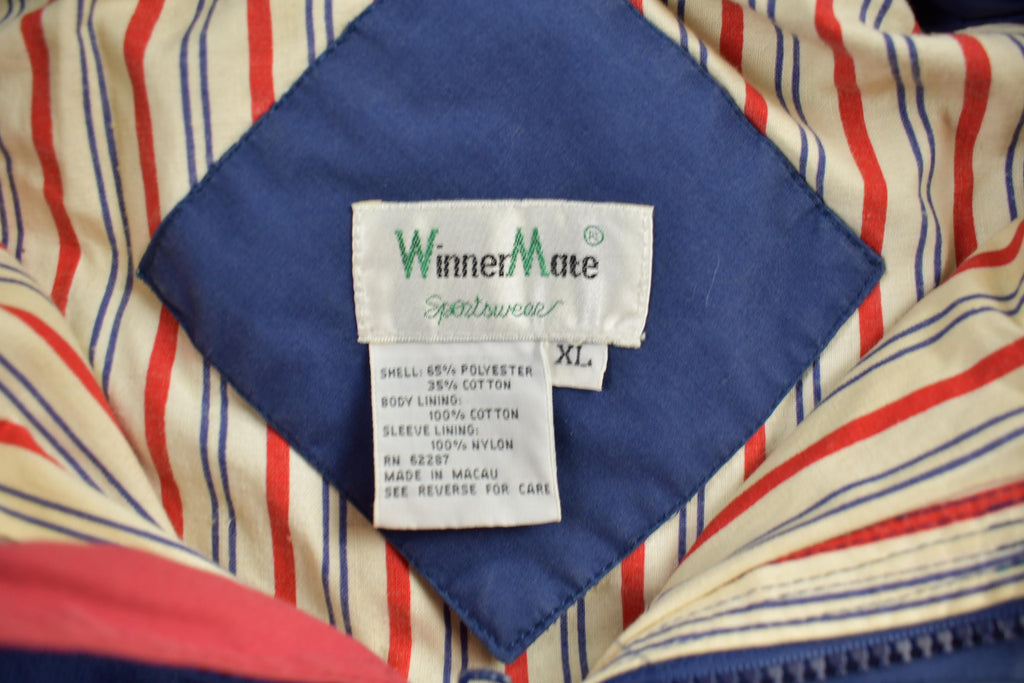 WinnerMate®
Sportswear
XL
SHELL: 65% POLYESTER
35% COTTON
BODY LINING:
100% COTTON
SLEEVE LINING:
100% NYLON
RN 62287
MADE IN MACAU
SEE REVERSE FOR CARE